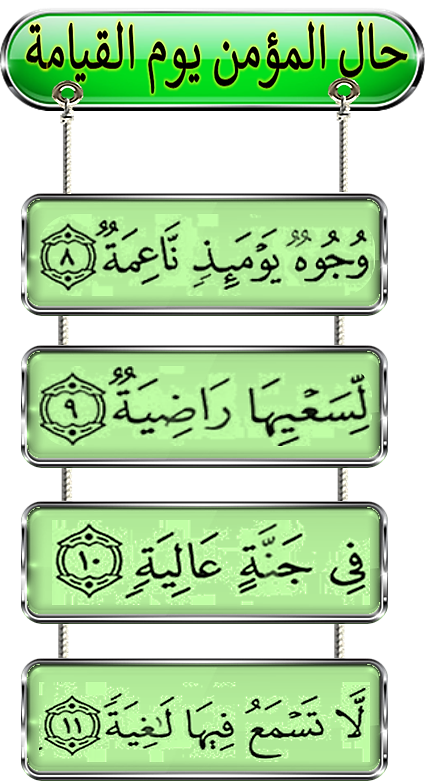 حال المؤمن يوم القيامة
وُجُوهٌ يَوْمَئِذٍ نَّاعِمَةٌ ٨
لِّسَعْيِهَا رَاضِيَةٌ ٩
فِي جَنَّةٍ عَالِيَةٍ ١٠
لَّا تَسْمَعُ فِيهَا لَٰغِيَةً ١١